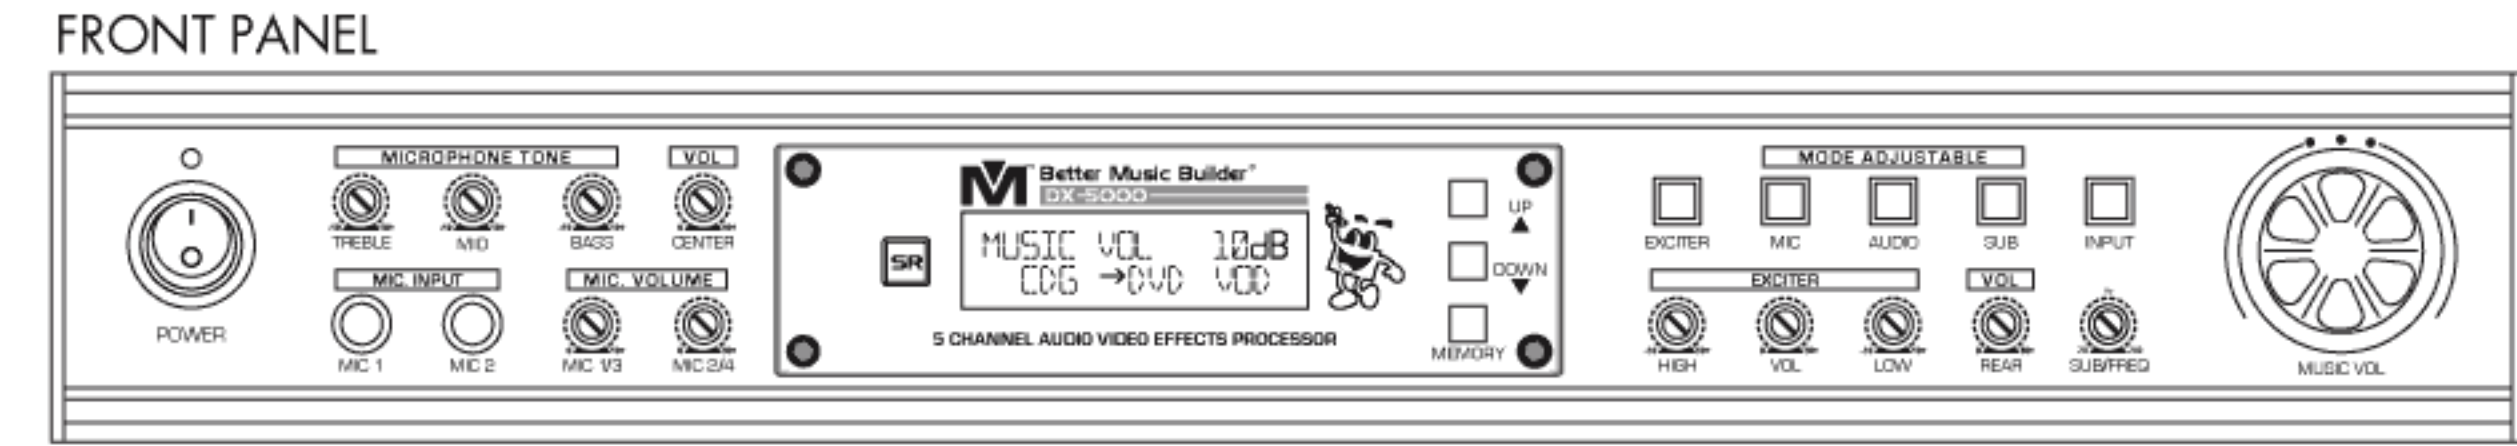 FRONT PANEL
MICROPHONE TONE
VOL
TREBLE
MID
BASS
CENTER
POWER
MIC. INPUT
MIC. VOLUME
MIC 1
MIC 2
MIC 1/3
MIC 2/4
SR
Better Music Builder®
DX-5000
MUSIC VOL 10dB
CDG →DVD VOD
5 CHANNEL AUDIO VIDEO EFFECTS PROCESSOR
UP
DOWN
MEMORY
MODE ADJUSTABLE
EXCITER
MIC
AUDIO
SUB
INPUT
EXCITER
VOL
HIGH
VOL
LOW
REAR
SUB/FREQ
MUSIC VOL